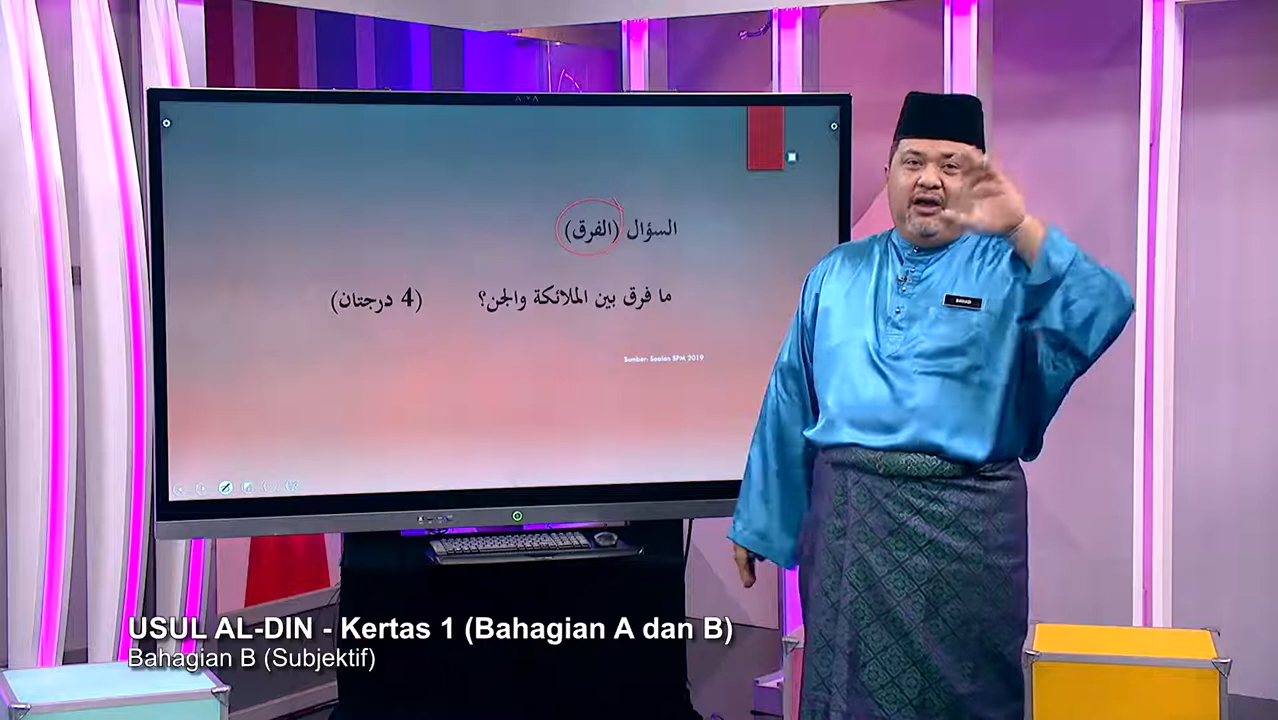 السؤال (الفرق)
ما فرق بين الملائكة والجن؟ (4 درجتان)
Sumber: Soalan SPM 2019
USUL AL-DIN - Kertas 1 (Bahagian A dan B)
Bahagian B (Subjektif)